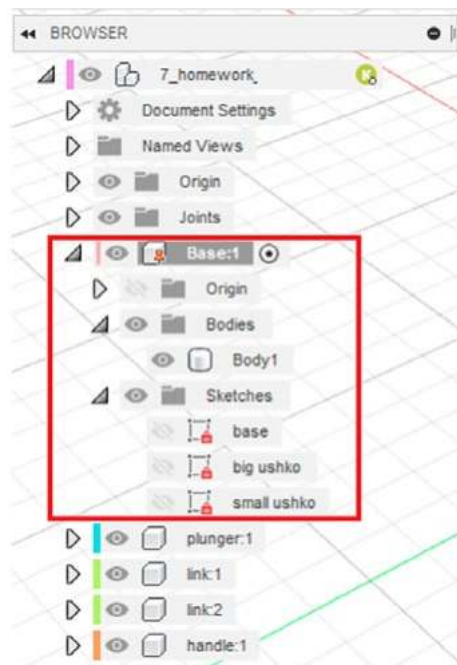 BROWSER
7_homework_
Document Settings
Named Views
Origin
Joints
Base:1
Origin
Bodies
Body1
Sketches
base
big ushko
small ushko
plunger:1
link:1
link:2
handle:1